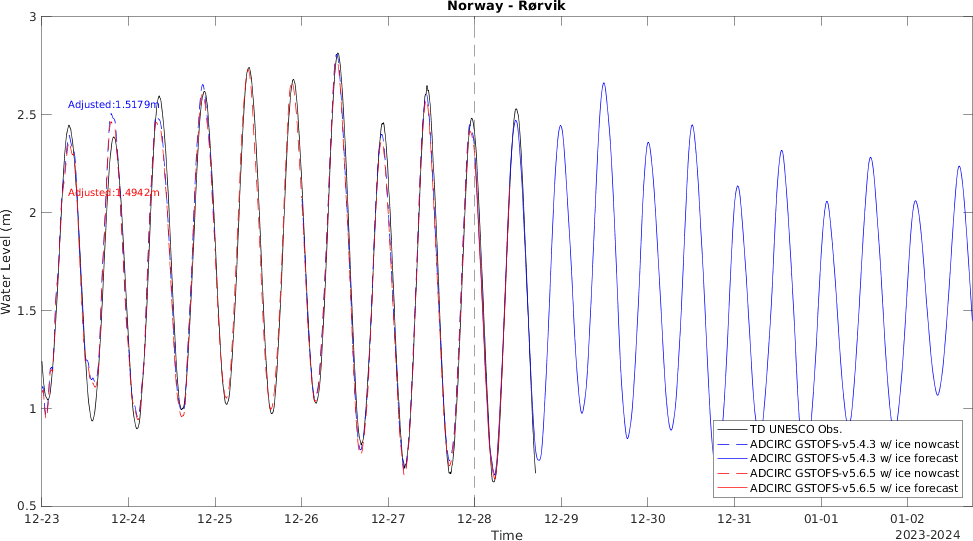 Norway - Rørvik
3
2.5
2
1.5
1
0.5
Water Level (m)
Adjusted:1.5179m
Adjusted:1.4942m
TD UNESCO Obs.
ADCIRC GSTOFS-v5.4.3 w/ ice nowcast
ADCIRC GSTOFS-v5.4.3 w/ ice forecast
ADCIRC GSTOFS-v5.6.5 w/ ice nowcast
ADCIRC GSTOFS-v5.6.5 w/ ice forecast
12-23 12-24 12-25 12-26 12-27 12-28 12-29 12-30 12-31 01-01 01-02
Time
2023-2024